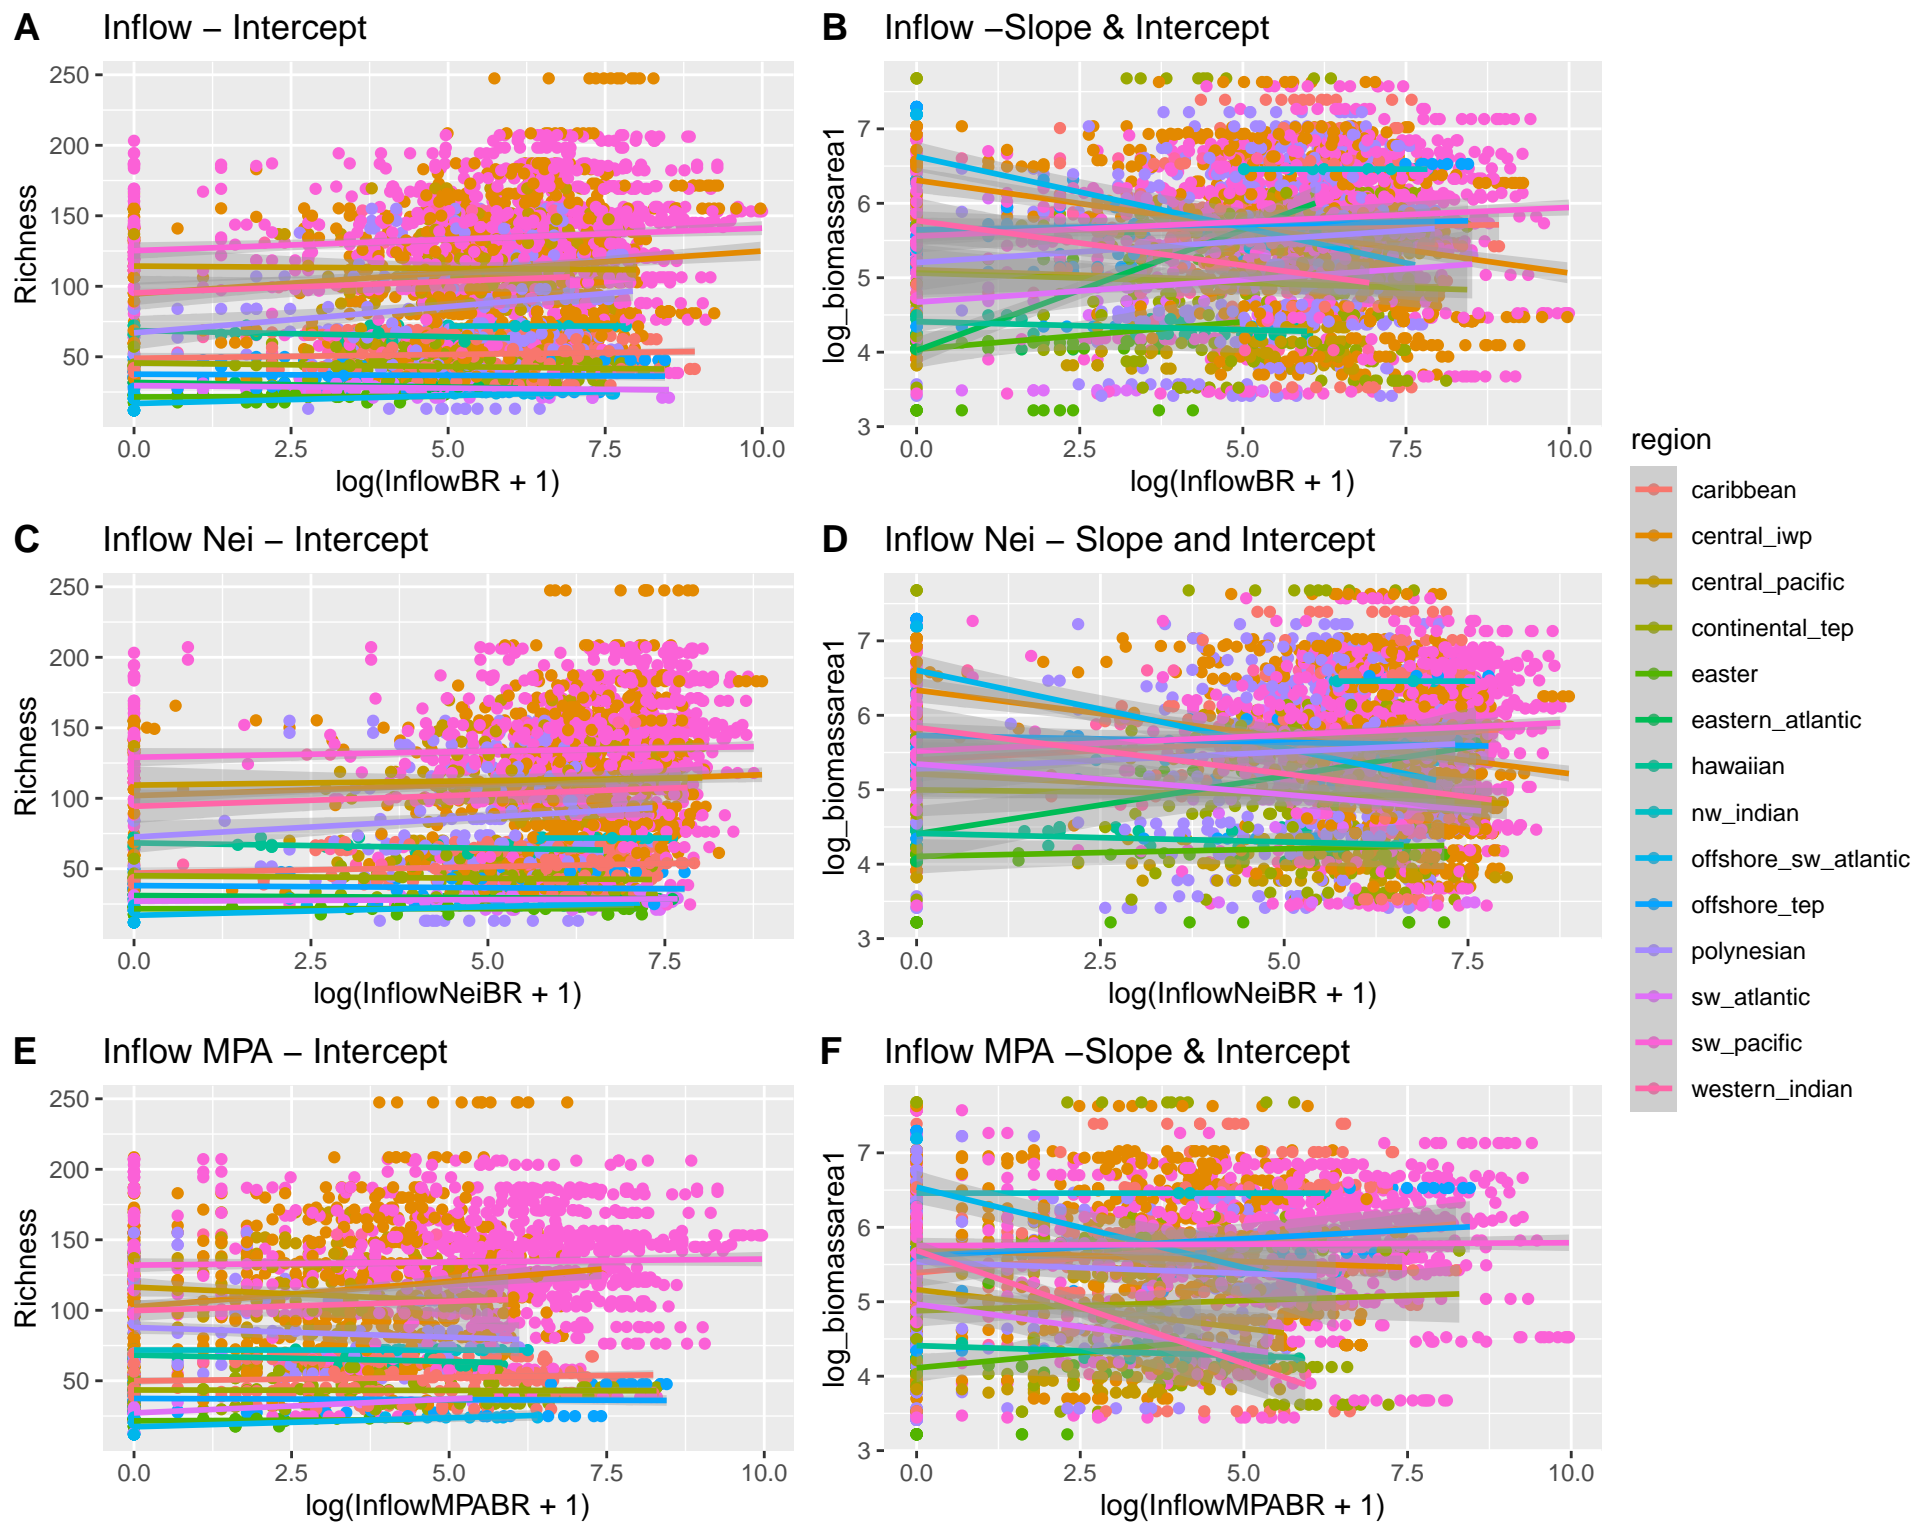 A Inflow – Intercept
250
200
150
100
50
Richness
0.0 2.5 5.0 7.5 10.0
log(InflowBR + 1)
B Inflow –Slope & Intercept
7
6
5
4
3
log_biomassarea1
0.0 2.5 5.0 7.5 10.0
log(InflowBR + 1)
C Inflow Nei – Intercept
250
200
150
100
50
Richness
0.0 2.5 5.0 7.5
log(InflowNeiBR + 1)
D Inflow Nei – Slope and Intercept
7
6
5
4
3
log_biomassarea1
0.0 2.5 5.0 7.5
log(InflowNeiBR + 1)
E Inflow MPA – Intercept
250
200
150
100
50
Richness
0.0 2.5 5.0 7.5 10.0
log(InflowMPABR + 1)
F Inflow MPA –Slope & Intercept
7
6
5
4
3
log_biomassarea1
0.0 2.5 5.0 7.5 10.0
log(InflowMPABR + 1)
region
caribbean
central_iwp
central_pacific
continental_tep
easter
eastern_atlantic
hawaiian
nw_indian
offshore_sw_atlantic
offshore_tep
polynesian
sw_atlantic
sw_pacific
western_indian